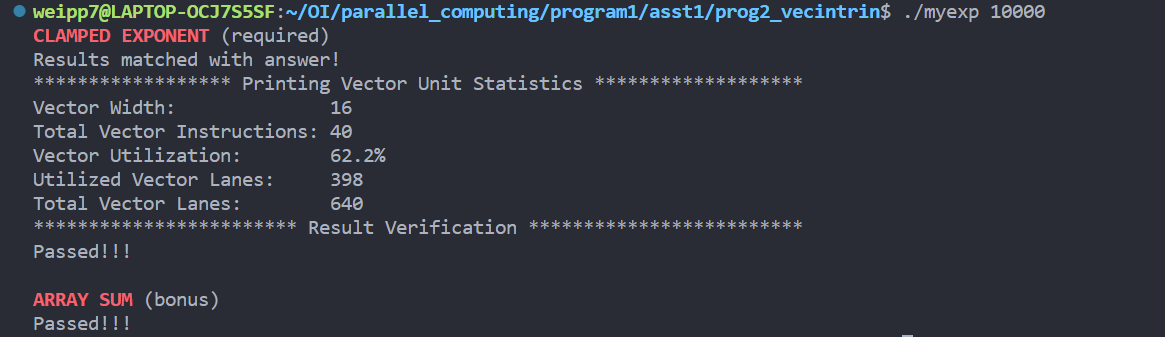 weipp7@LAPTOP-OCJ7S5SF:~/OI/parallel_computing/program1/asst1/prog2_vecintrin$ ./myexp 10000
CLAMPED EXPONENT (required)
Results matched with answer!
****************** Printing Vector Unit Statistics *******************
Vector Width:              16
Total Vector Instructions: 40
Vector Utilization:        62.2%
Utilized Vector Lanes:     398
Total Vector Lanes:        640
************************ Result Verification *************************
Passed!!!

ARRAY SUM (bonus)
Passed!!!